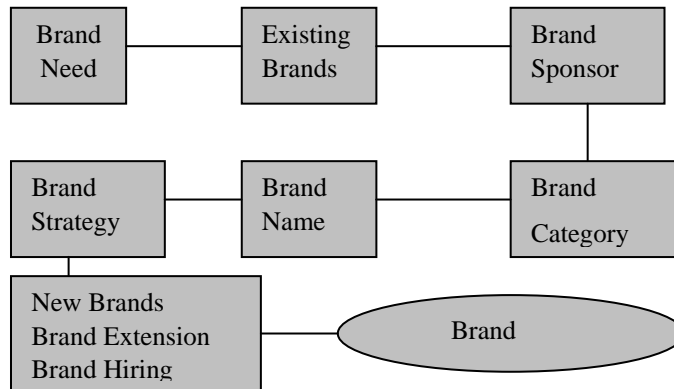 Brand
Need
Existing
Brands
Brand
Sponsor
Brand
Strategy
Brand
Name
Brand
Category
New Brands
Brand Extension
Brand Hiring
Brand